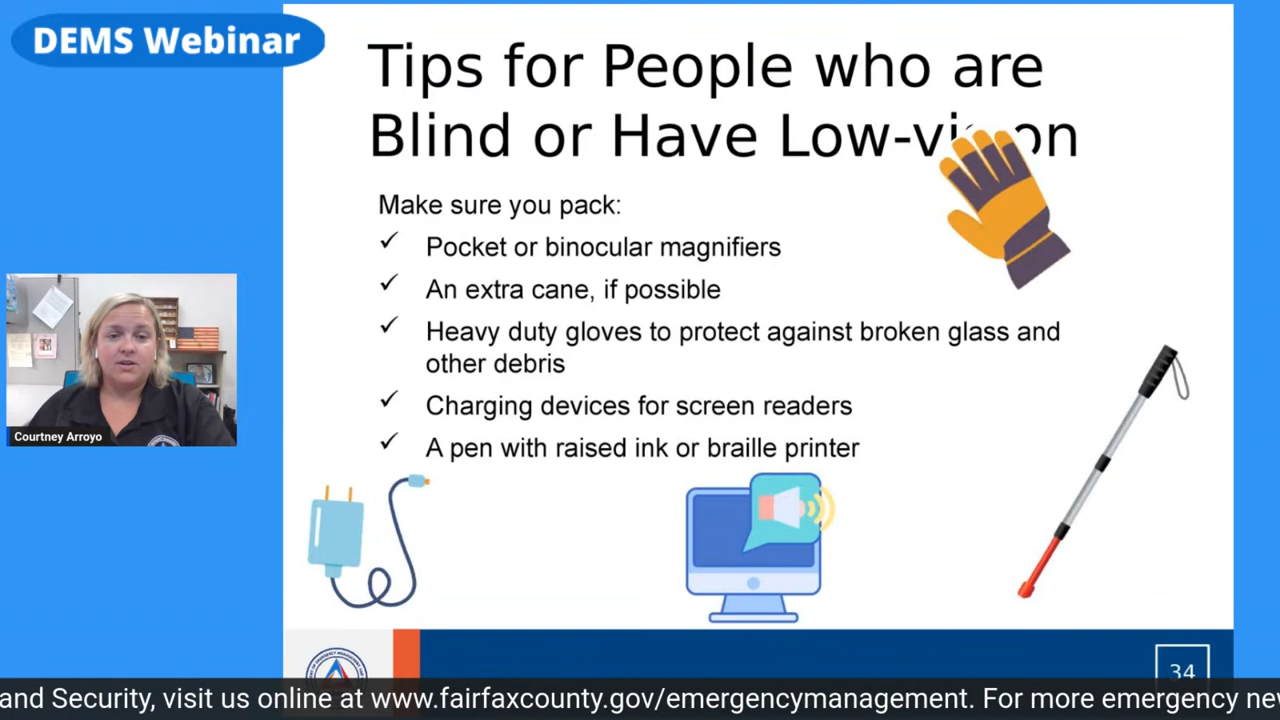 DEMS Webinar
Tips for People who are
Blind or Have Low-vision
Make sure you pack:
✓ Pocket or binocular magnifiers
✓ An extra cane, if possible
✓ Heavy duty gloves to protect against broken glass and
other debris
✓ Charging devices for screen readers
✓ A pen with raised ink or braille printer
Courtney Arroyo
34
and Security, visit us online at www.fairfaxcounty.gov/emergencymanagement. For more emergency ne